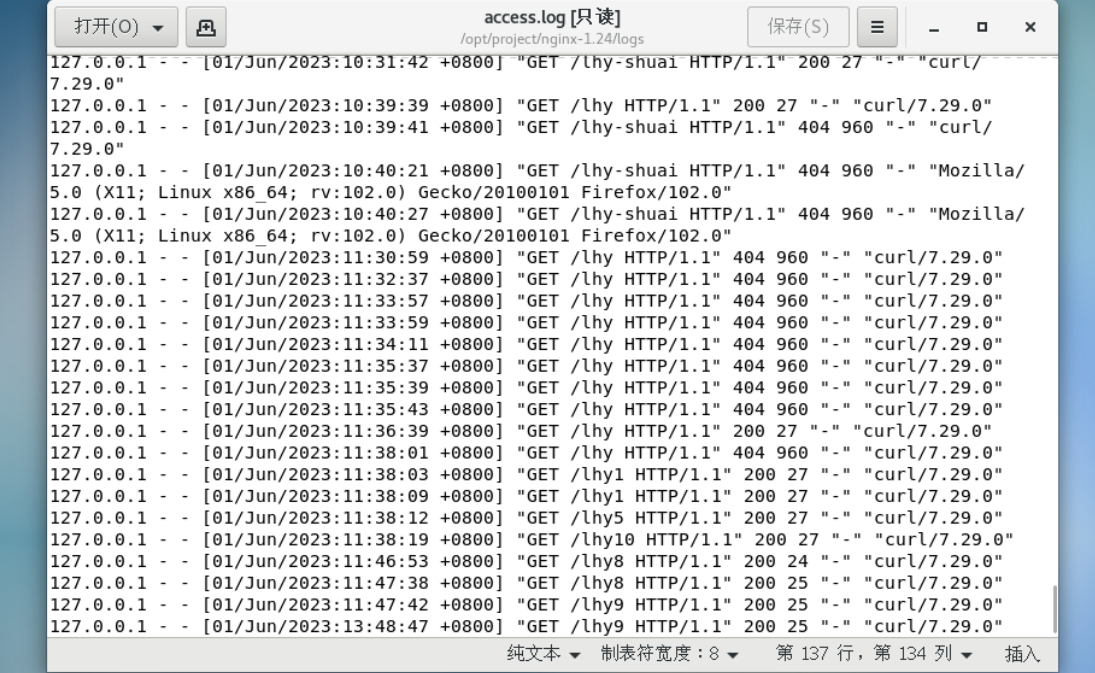 打开(O)
access.log [只读]
/opt/project/nginx-1.24/logs
保存(S)
127.0.0.1 - - [01/Jun/2023:10:31:42 +0800] "GET /lhy-shuai HTTP/1.1" 200 27 "-" "curl/
7.29.0"
127.0.0.1 - - [01/Jun/2023:10:39:39 +0800] "GET /lhy HTTP/1.1" 200 27 "-" "curl/7.29.0"
127.0.0.1 - - [01/Jun/2023:10:39:41 +0800] "GET /lhy-shuai HTTP/1.1" 404 960 "-" "curl/
7.29.0"
127.0.0.1 - - [01/Jun/2023:10:40:21 +0800] "GET /lhy-shuai HTTP/1.1" 404 960 "-" "Mozilla/
5.0 (X11; Linux x86_64; rv:102.0) Gecko/20100101 Firefox/102.0"
127.0.0.1 - - [01/Jun/2023:10:40:27 +0800] "GET /lhy-shuai HTTP/1.1" 404 960 "-" "Mozilla/
5.0 (X11; Linux x86_64; rv:102.0) Gecko/20100101 Firefox/102.0"
127.0.0.1 - - [01/Jun/2023:11:30:59 +0800] "GET /lhy HTTP/1.1" 404 960 "-" "curl/7.29.0"
127.0.0.1 - - [01/Jun/2023:11:32:37 +0800] "GET /lhy HTTP/1.1" 404 960 "-" "curl/7.29.0"
127.0.0.1 - - [01/Jun/2023:11:33:57 +0800] "GET /lhy HTTP/1.1" 404 960 "-" "curl/7.29.0"
127.0.0.1 - - [01/Jun/2023:11:33:59 +0800] "GET /lhy HTTP/1.1" 404 960 "-" "curl/7.29.0"
127.0.0.1 - - [01/Jun/2023:11:34:11 +0800] "GET /lhy HTTP/1.1" 404 960 "-" "curl/7.29.0"
127.0.0.1 - - [01/Jun/2023:11:35:37 +0800] "GET /lhy HTTP/1.1" 404 960 "-" "curl/7.29.0"
127.0.0.1 - - [01/Jun/2023:11:35:39 +0800] "GET /lhy HTTP/1.1" 404 960 "-" "curl/7.29.0"
127.0.0.1 - - [01/Jun/2023:11:35:43 +0800] "GET /lhy HTTP/1.1" 404 960 "-" "curl/7.29.0"
127.0.0.1 - - [01/Jun/2023:11:36:39 +0800] "GET /lhy HTTP/1.1" 200 27 "-" "curl/7.29.0"
127.0.0.1 - - [01/Jun/2023:11:38:01 +0800] "GET /lhy HTTP/1.1" 404 960 "-" "curl/7.29.0"
127.0.0.1 - - [01/Jun/2023:11:38:03 +0800] "GET /lhy1 HTTP/1.1" 200 27 "-" "curl/7.29.0"
127.0.0.1 - - [01/Jun/2023:11:38:09 +0800] "GET /lhy1 HTTP/1.1" 200 27 "-" "curl/7.29.0"
127.0.0.1 - - [01/Jun/2023:11:38:12 +0800] "GET /lhy5 HTTP/1.1" 200 27 "-" "curl/7.29.0"
127.0.0.1 - - [01/Jun/2023:11:38:19 +0800] "GET /lhy10 HTTP/1.1" 200 27 "-" "curl/7.29.0"
127.0.0.1 - - [01/Jun/2023:11:46:53 +0800] "GET /lhy8 HTTP/1.1" 200 24 "-" "curl/7.29.0"
127.0.0.1 - - [01/Jun/2023:11:47:38 +0800] "GET /lhy8 HTTP/1.1" 200 25 "-" "curl/7.29.0"
127.0.0.1 - - [01/Jun/2023:11:47:42 +0800] "GET /lhy9 HTTP/1.1" 200 25 "-" "curl/7.29.0"
127.0.0.1 - - [01/Jun/2023:13:48:47 +0800] "GET /lhy9 HTTP/1.1" 200 25 "-" "curl/7.29.0"
纯文本 制表符宽度：8 第 137 行，第 134 列 插入